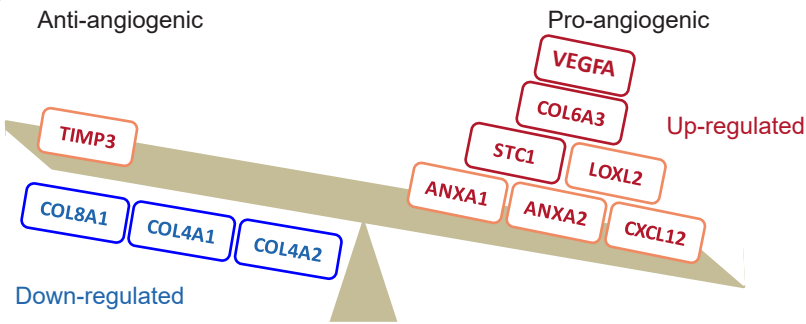 Anti-angiogenic
Pro-angiogenic
VEGFA
COL6A3
Up-regulated
TIMP3
STC1
LOXL2
ANXA1
ANXA2
CXCL12
COL8A1
COL4A1
COL4A2
Down-regulated